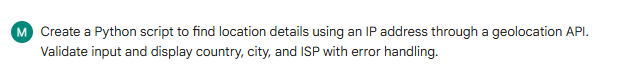 M
Create a Python script to find location details using an IP address through a geolocation API.
Validate input and display country, city, and ISP with error handling.